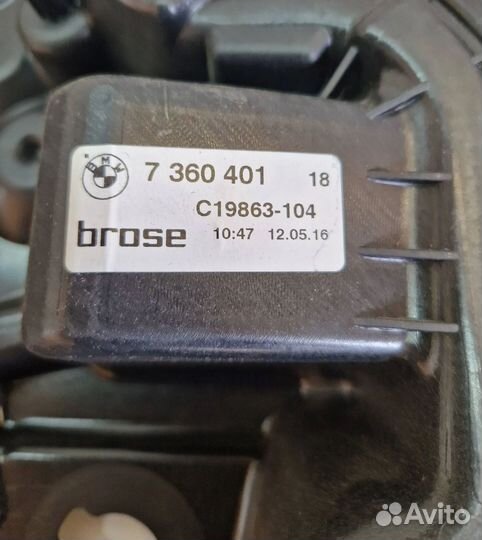 BMW
7 360 401 18
C19863-104
brose 10:47 12.05.16
Avito